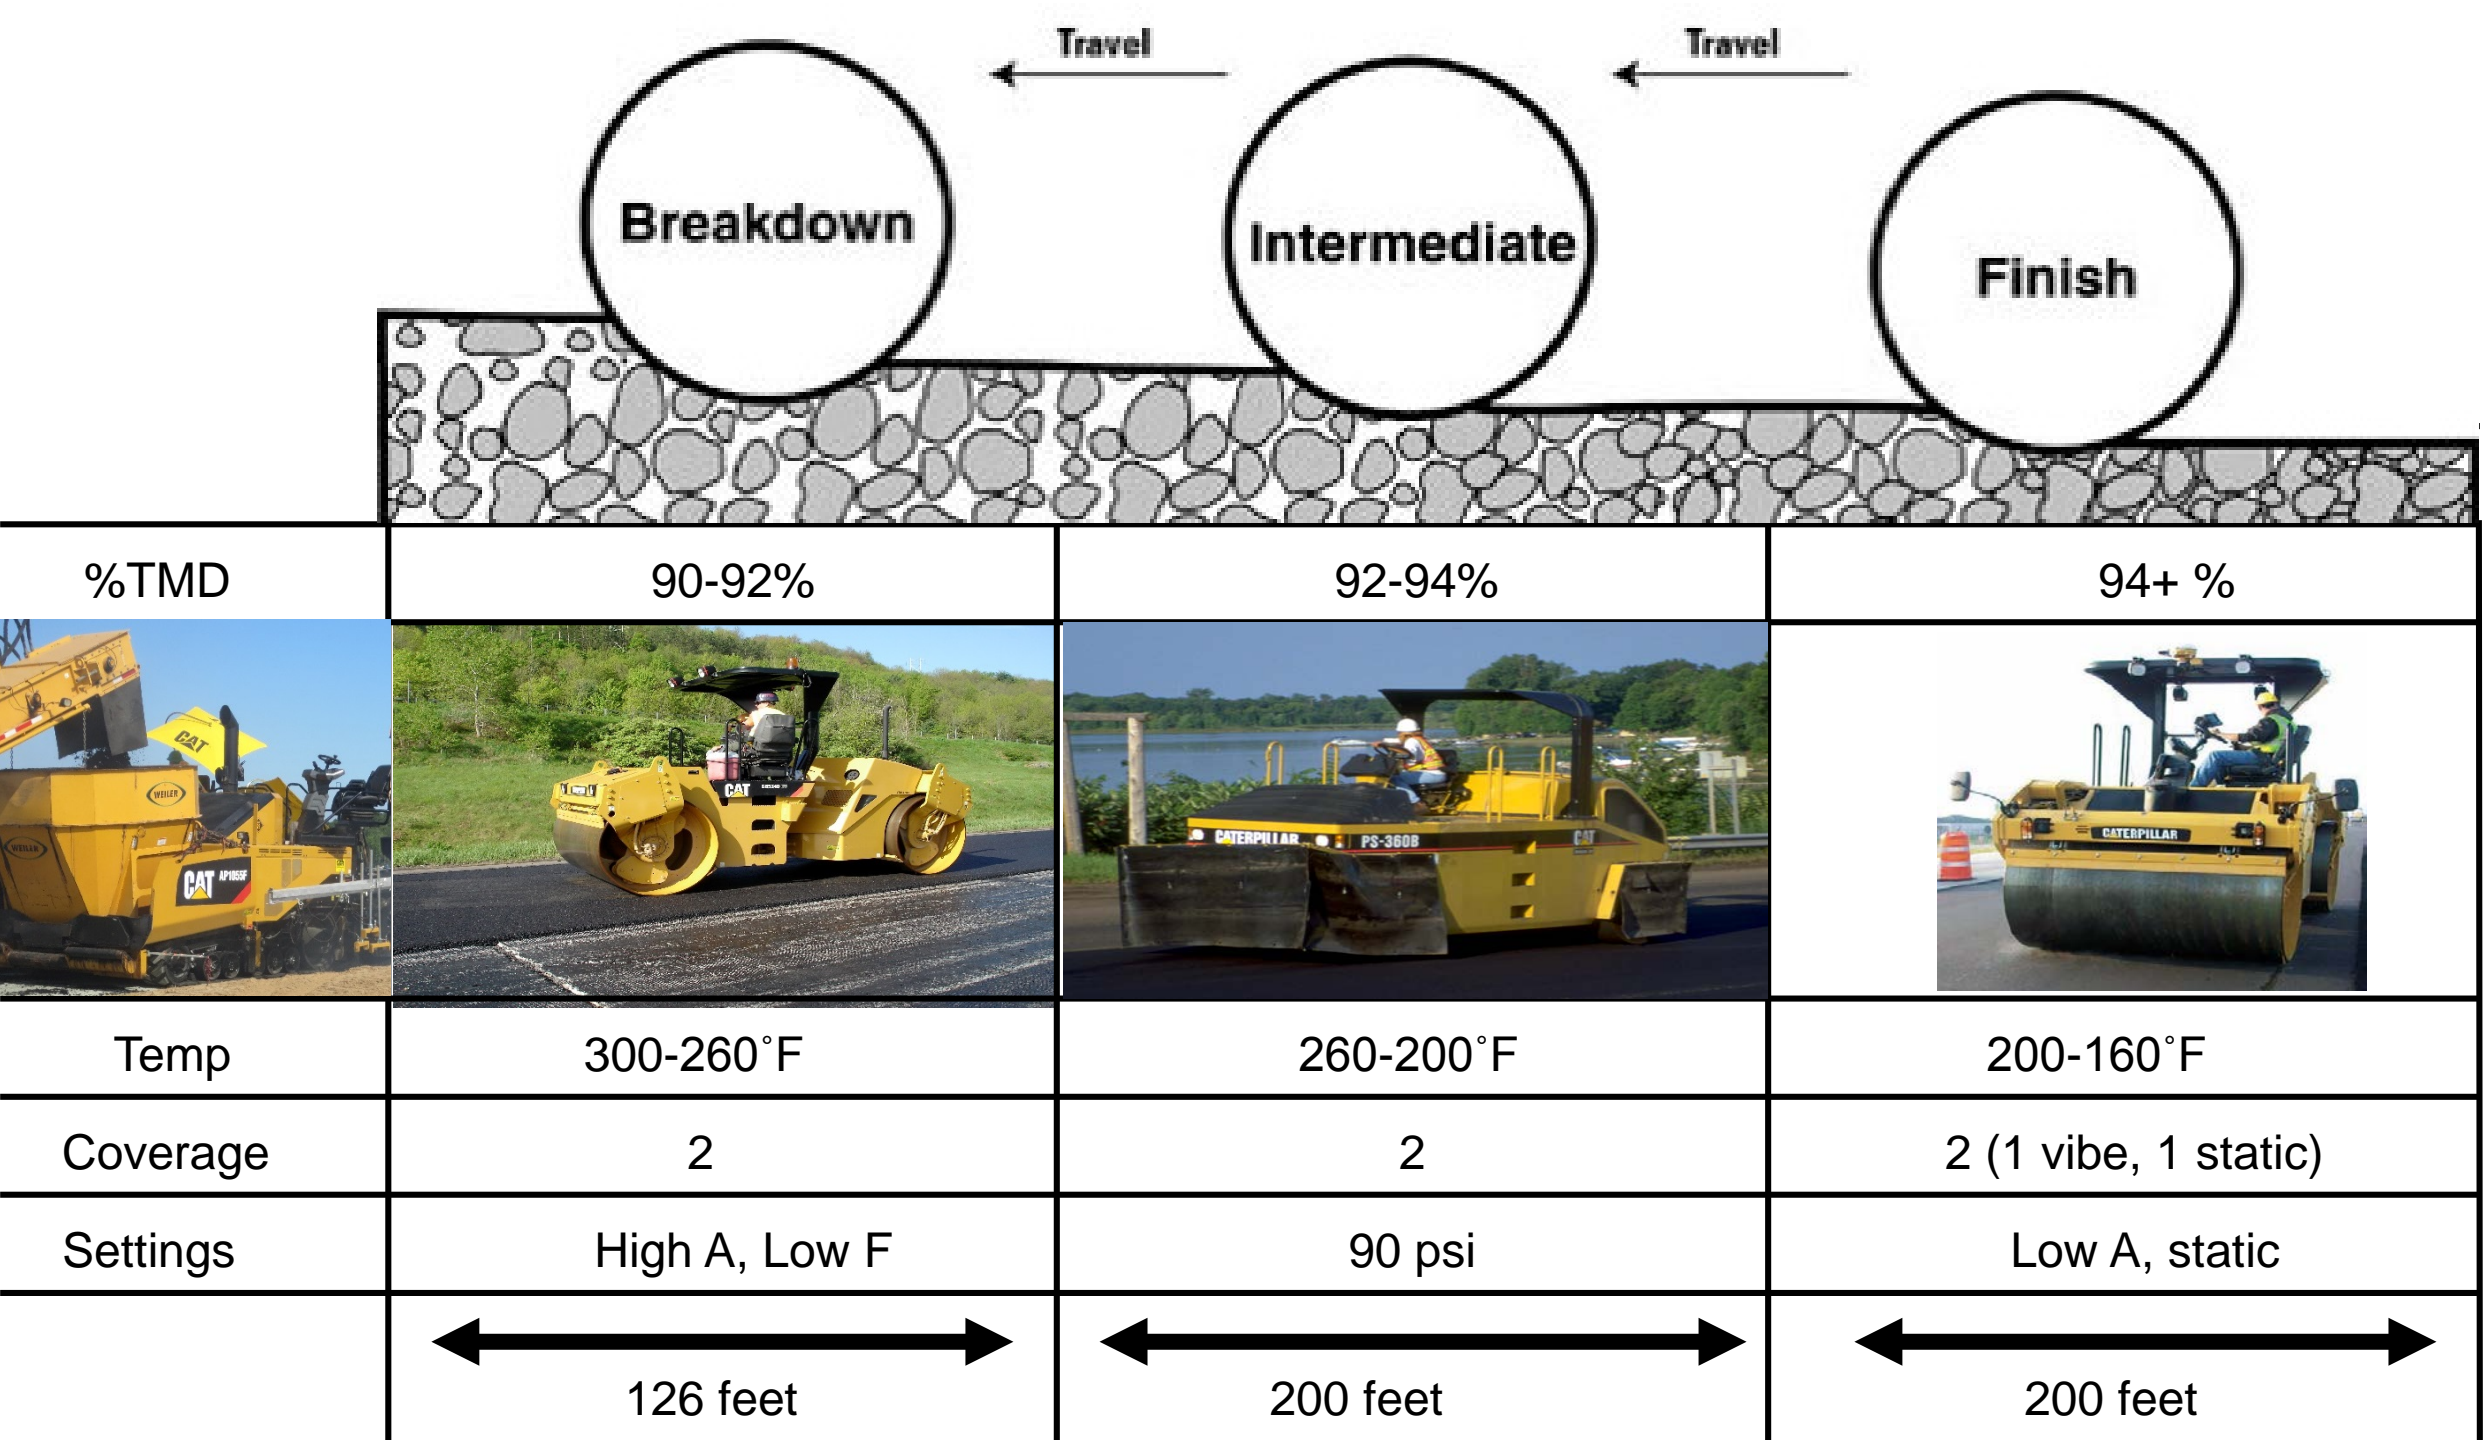 Travel
Travel
Breakdown
Intermediate
Finish
%TMD
90-92%
92-94%
94+ %
CAT
WEILER
WEILER
CAT AP1055F
CAT
CATERPILLAR
PS-360B
CAT
CATERPILLAR
Temp
300-260˚F
260-200˚F
200-160˚F
Coverage
2
2
2 (1 vibe, 1 static)
Settings
High A, Low F
90 psi
Low A, static
126 feet
200 feet
200 feet